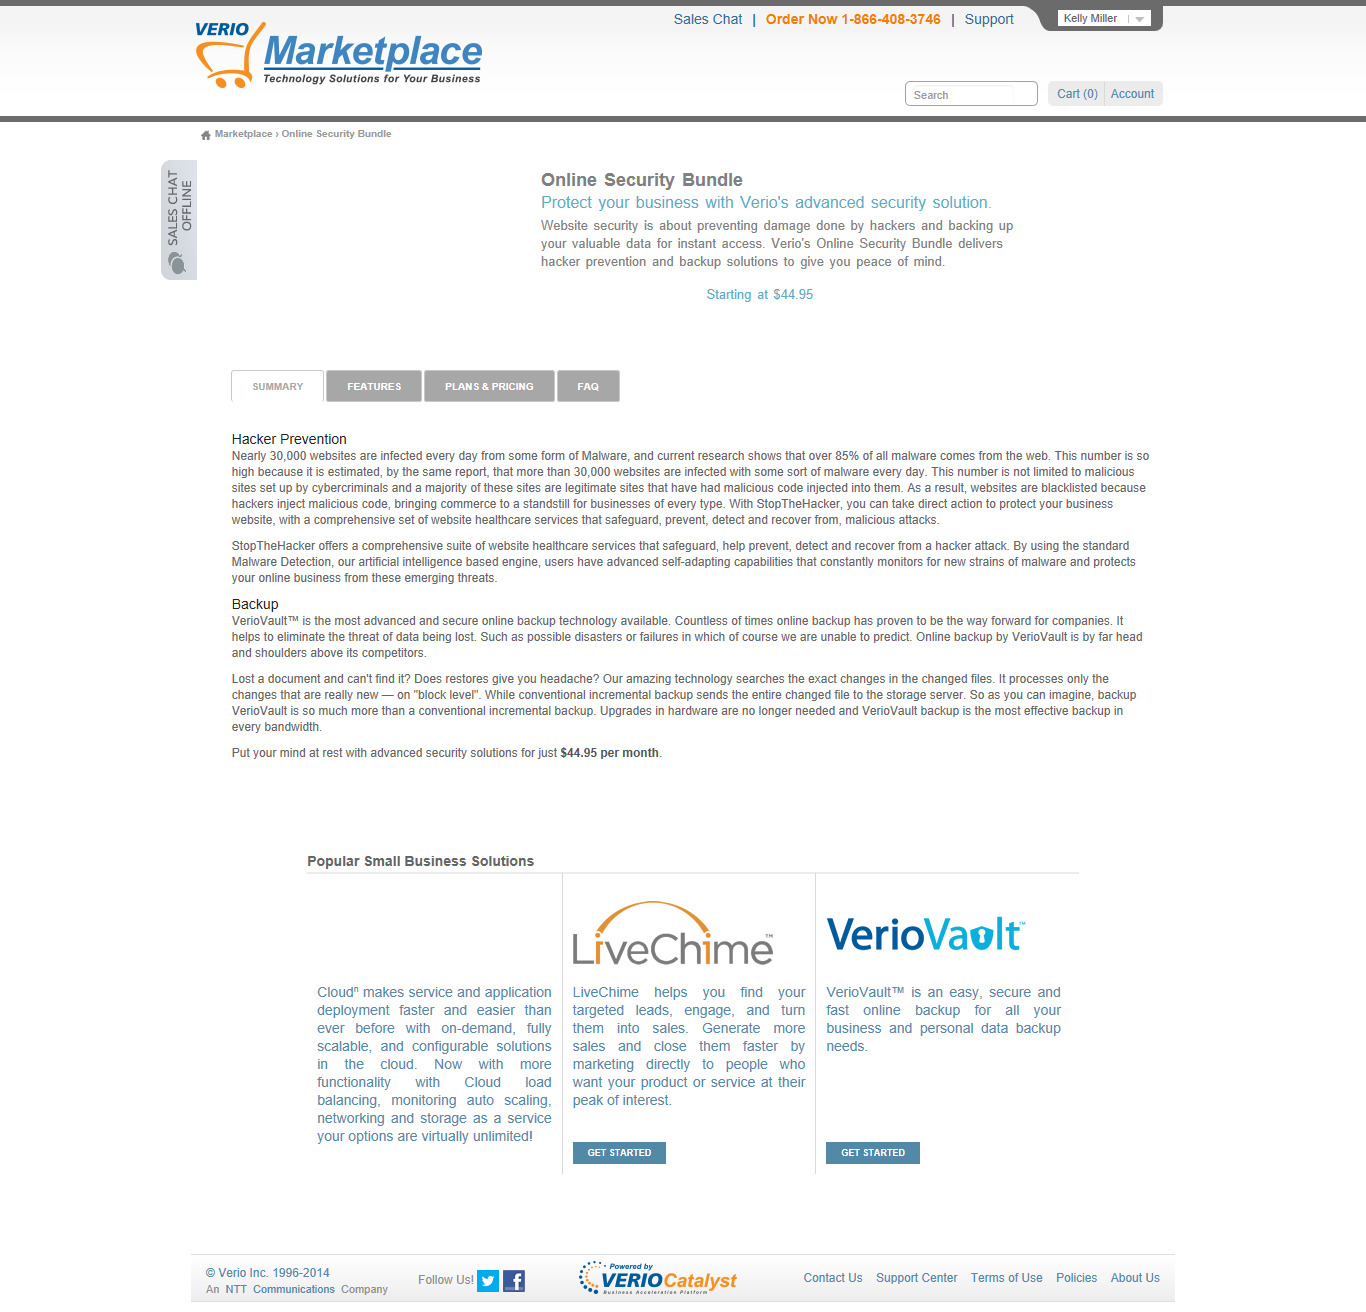 Sales Chat | Order Now 1-866-408-3746 | Support
Kelly Miller
VERIO
Marketplace
Technology Solutions for Your Business
Search
Cart (0) Account
Marketplace › Online Security Bundle
SALES CHAT
OFFLINE
Online Security Bundle
Protect your business with Verio's advanced security solution.
Website security is about preventing damage done by hackers and backing up
your valuable data for instant access. Verio's Online Security Bundle delivers
hacker prevention and backup solutions to give you peace of mind.
Starting at $44.95
SUMMARY FEATURES PLANS & PRICING FAQ
Hacker Prevention
Nearly 30,000 websites are infected every day from some form of Malware, and current research shows that over 85% of all malware comes from the web. This number is so
high because it is estimated, by the same report, that more than 30,000 websites are infected with some sort of malware every day. This number is not limited to malicious
sites set up by cybercriminals and a majority of these sites are legitimate sites that have had malicious code injected into them. As a result, websites are blacklisted because
hackers inject malicious code, bringing commerce to a standstill for businesses of every type. With StopTheHacker, you can take direct action to protect your business
website, with a comprehensive set of website healthcare services that safeguard, prevent, detect and recover from, malicious attacks.
StopTheHacker offers a comprehensive suite of website healthcare services that safeguard, help prevent, detect and recover from a hacker attack. By using the standard
Malware Detection, our artificial intelligence based engine, users have advanced self-adapting capabilities that constantly monitors for new strains of malware and protects
your online business from these emerging threats.
Backup
VerioVault™ is the most advanced and secure online backup technology available. Countless of times online backup has proven to be the way forward for companies. It
helps to eliminate the threat of data being lost. Such as possible disasters or failures in which of course we are unable to predict. Online backup by VerioVault is by far head
and shoulders above its competitors.
Lost a document and can't find it? Does restores give you headache? Our amazing technology searches the exact changes in the changed files. It processes only the
changes that are really new — on "block level". While conventional incremental backup sends the entire changed file to the storage server. So as you can imagine, backup
VerioVault is so much more than a conventional incremental backup. Upgrades in hardware are no longer needed and VerioVault backup is the most effective backup in
every bandwidth.
Put your mind at rest with advanced security solutions for just $44.95 per month.
Popular Small Business Solutions
Cloudⁿ makes service and application
deployment faster and easier than
ever before with on-demand, fully
scalable, and configurable solutions
in the cloud. Now with more
functionality with Cloud load
balancing, monitoring auto scaling,
networking and storage as a service
your options are virtually unlimited!
LiveChime™
LiveChime helps you find your
targeted leads, engage, and turn
them into sales. Generate more
sales and close them faster by
marketing directly to people who
want your product or service at their
peak of interest.
GET STARTED
VerioVault™
VerioVault™ is an easy, secure and
fast online backup for all your
business and personal data backup
needs.
GET STARTED
© Verio Inc. 1996-2014
An NTT Communications Company
Follow Us!
Powered by
VERIO Catalyst
Business Acceleration Platform
Contact Us Support Center Terms of Use Policies About Us